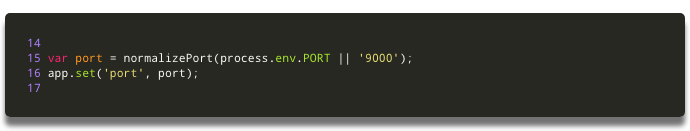 14
15 var port = normalizePort(process.env.PORT || '9000');
16 app.set('port', port);
17